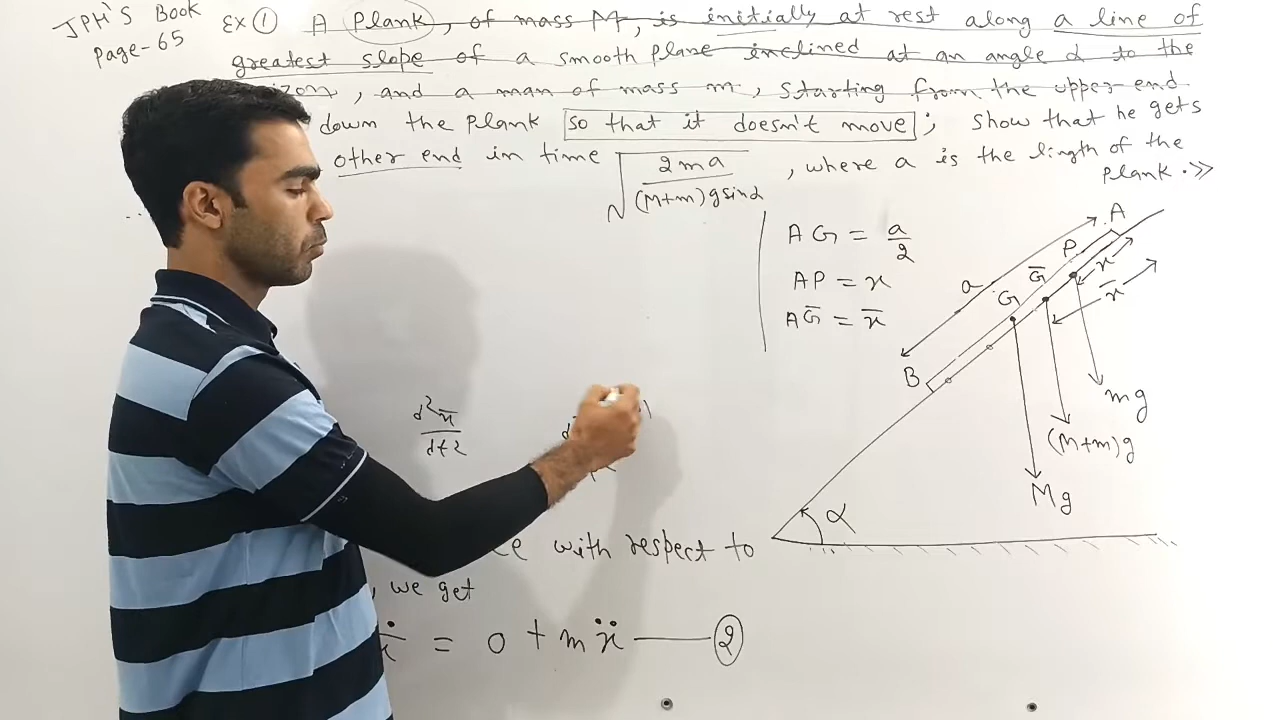 JPH'S Book
Page-65
Ex ① A Plank, of mass M, is initially at rest along a line of
greatest slope of a smooth plane inclined at an angle α to the
, and a man of mass m, starting from the upper end
down the plank so that it doesn't move; show that he gets
other end in time √(2ma/(M+m)g sinα), where a is the length of the
plank.>>
AG = a/2
AP = x
AḠ = x̄
A
P
x
x̄
Ḡ
G
a
B
mg
(M+m)g
Mg
α
d²x̄/dt²
with respect to
, we get
= 0 + mẍ —— ②